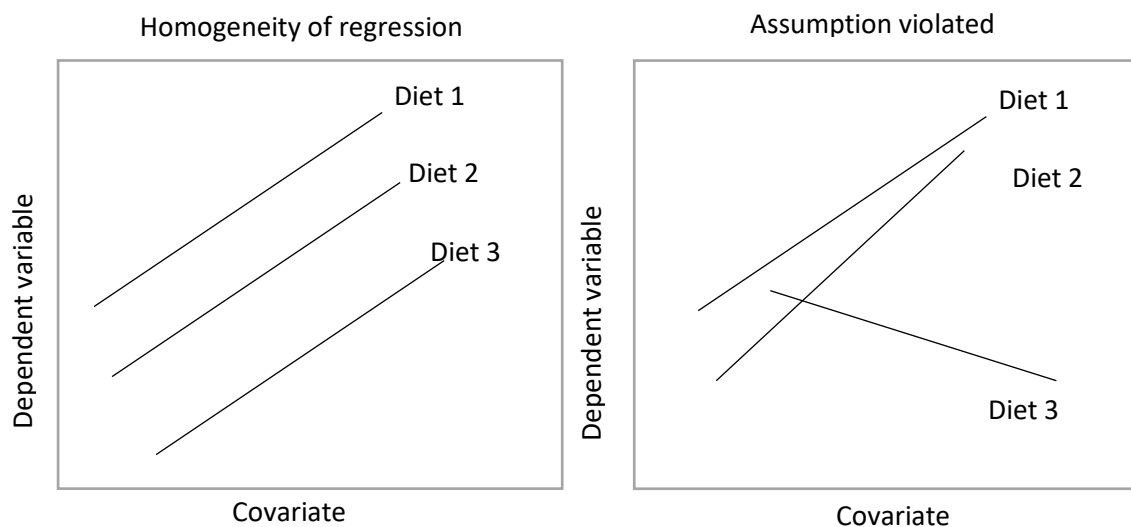 Homogeneity of regression
Diet 1
Diet 2
Diet 3
Dependent variable
Covariate
Assumption violated
Diet 1
Diet 2
Diet 3
Dependent variable
Covariate